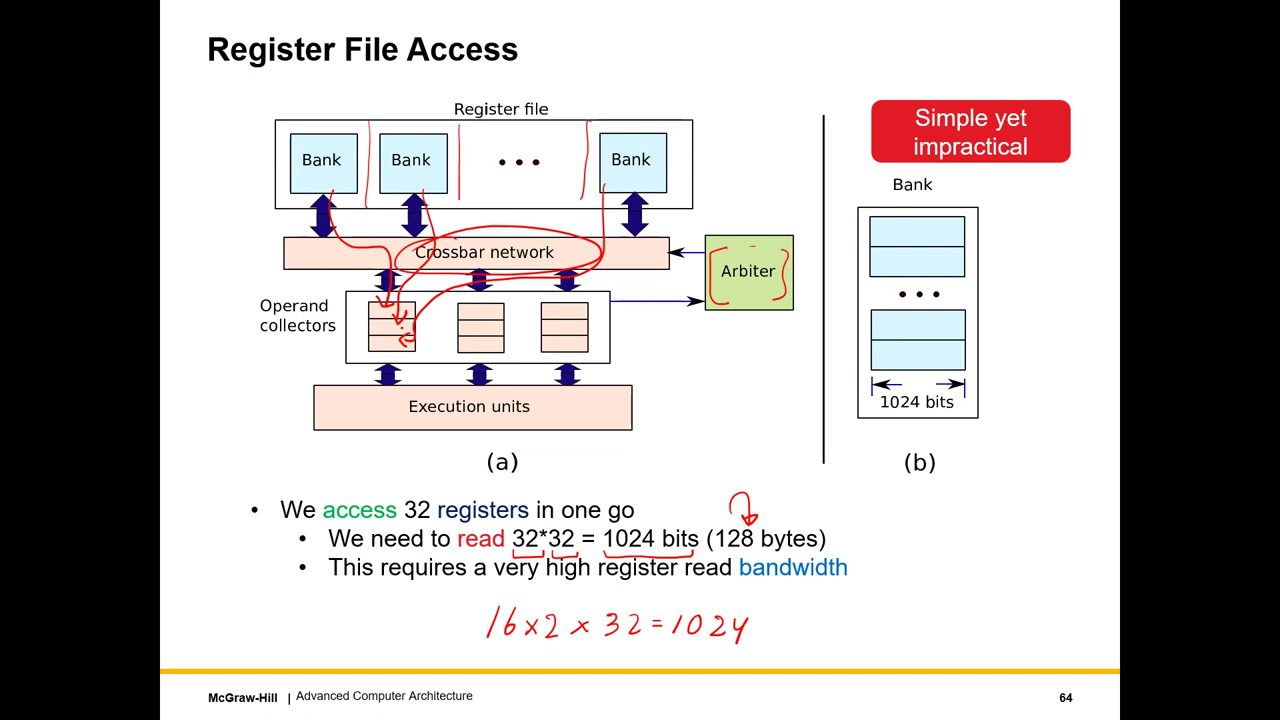 Register File Access
Register file
Bank
Bank
• • •
Bank
Crossbar network
Arbiter
Operand
collectors
Execution units
(a)
Simple yet
impractical
Bank
• • •
1024 bits
(b)
• We access 32 registers in one go
• We need to read 32*32 = 1024 bits (128 bytes)
• This requires a very high register read bandwidth
16 x 2 x 32 = 1024
McGraw-Hill | Advanced Computer Architecture
64